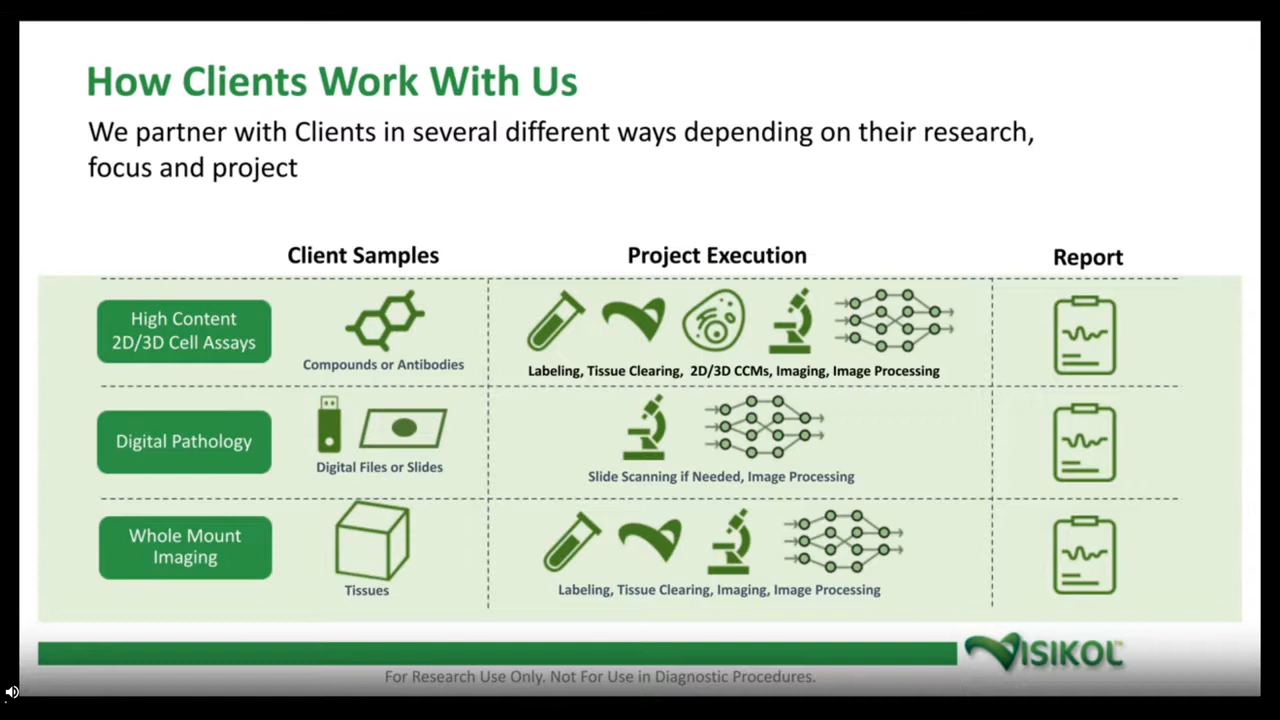 How Clients Work With Us
We partner with Clients in several different ways depending on their research,
focus and project
Client Samples
Project Execution
Report
High Content
2D/3D Cell Assays
Compounds or Antibodies
Labeling, Tissue Clearing, 2D/3D CCMs, Imaging, Image Processing
Digital Pathology
Digital Files or Slides
Slide Scanning if Needed, Image Processing
Whole Mount
Imaging
Tissues
Labeling, Tissue Clearing, Imaging, Image Processing
VISIKOL™
For Research Use Only. Not For Use in Diagnostic Procedures.